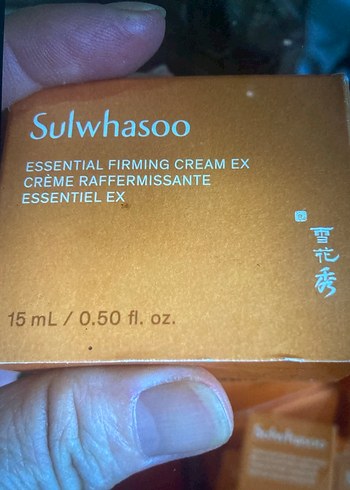 Sulwhasoo
ESSENTIAL FIRMING CREAM EX
CRÈME RAFFERMISSANTE
ESSENTIEL EX
雪花秀
15 mL / 0.50 fl. oz.